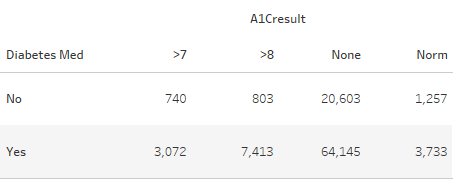 A1Cresult
Diabetes Med >7 >8 None Norm
No 740 803 20,603 1,257
Yes 3,072 7,413 64,145 3,733